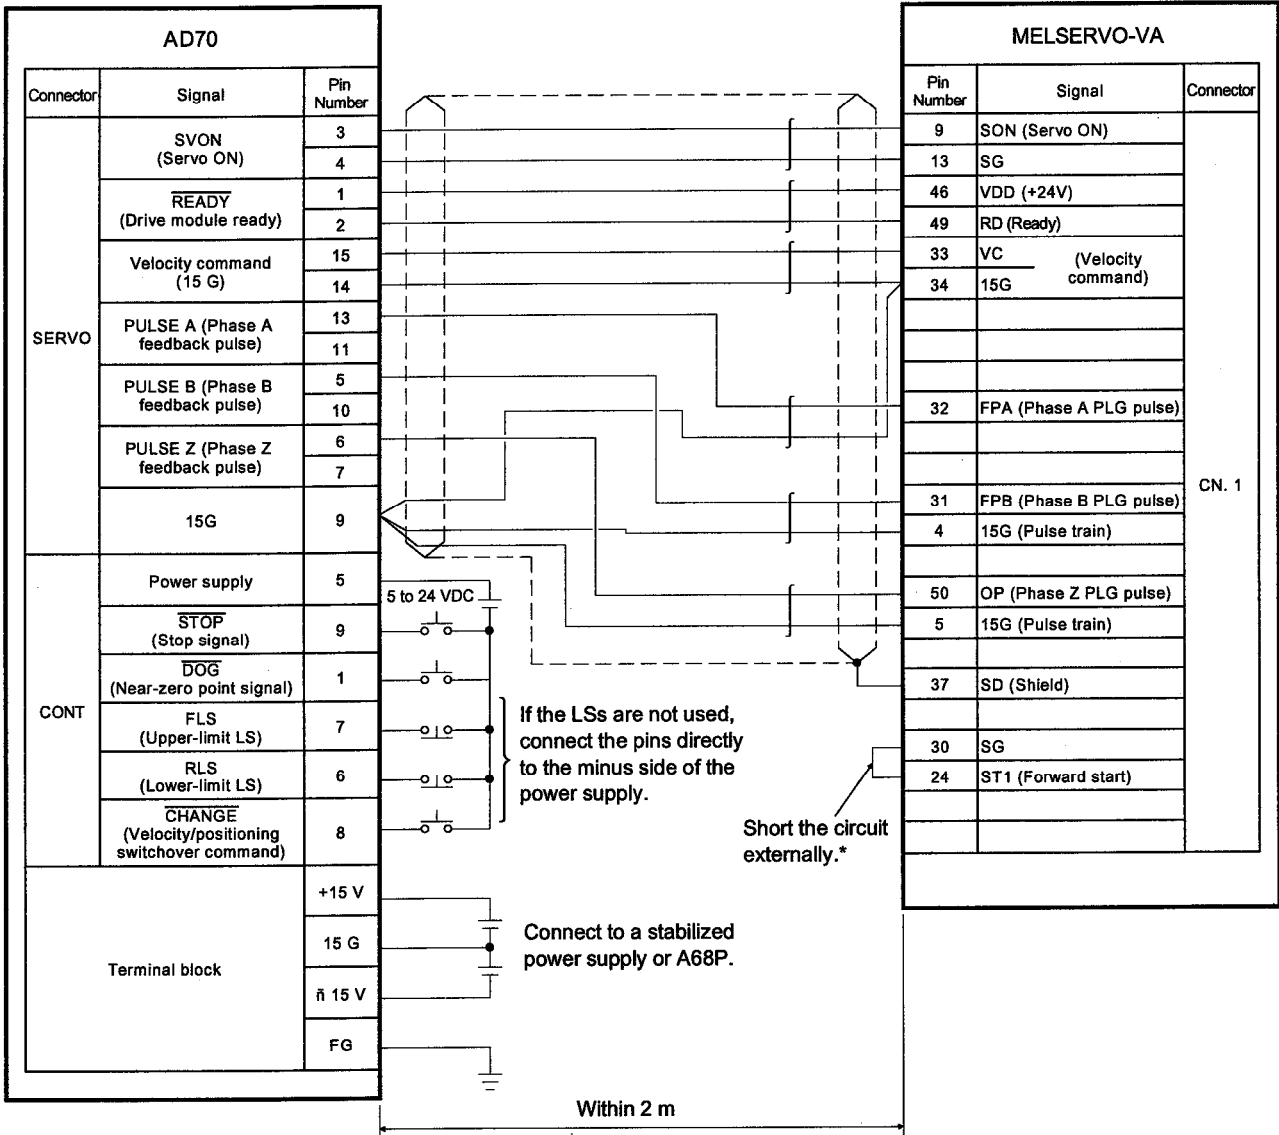 AD70
Connector Signal Pin Number
SERVO
SVON (Servo ON)
3
4
READY (Drive module ready)
1
2
Velocity command (15 G)
15
14
PULSE A (Phase A feedback pulse)
13
11
PULSE B (Phase B feedback pulse)
5
10
PULSE Z (Phase Z feedback pulse)
6
7
15G
9
CONT
Power supply
5
STOP (Stop signal)
9
DOG (Near-zero point signal)
1
FLS (Upper-limit LS)
7
RLS (Lower-limit LS)
6
CHANGE (Velocity/positioning switchover command)
8
Terminal block
+15 V
15 G
ñ 15 V
FG
5 to 24 VDC
If the LSs are not used,
connect the pins directly
to the minus side of the
power supply.
Connect to a stabilized
power supply or A68P.
Short the circuit
externally.*
Within 2 m
MELSERVO-VA
Pin Number Signal Connector
9 SON (Servo ON)
13 SG
46 VDD (+24V)
49 RD (Ready)
33 VC
34 15G
(Velocity command)
32 FPA (Phase A PLG pulse)
31 FPB (Phase B PLG pulse)
4 15G (Pulse train)
50 OP (Phase Z PLG pulse)
5 15G (Pulse train)
37 SD (Shield)
30 SG
24 ST1 (Forward start)
CN. 1